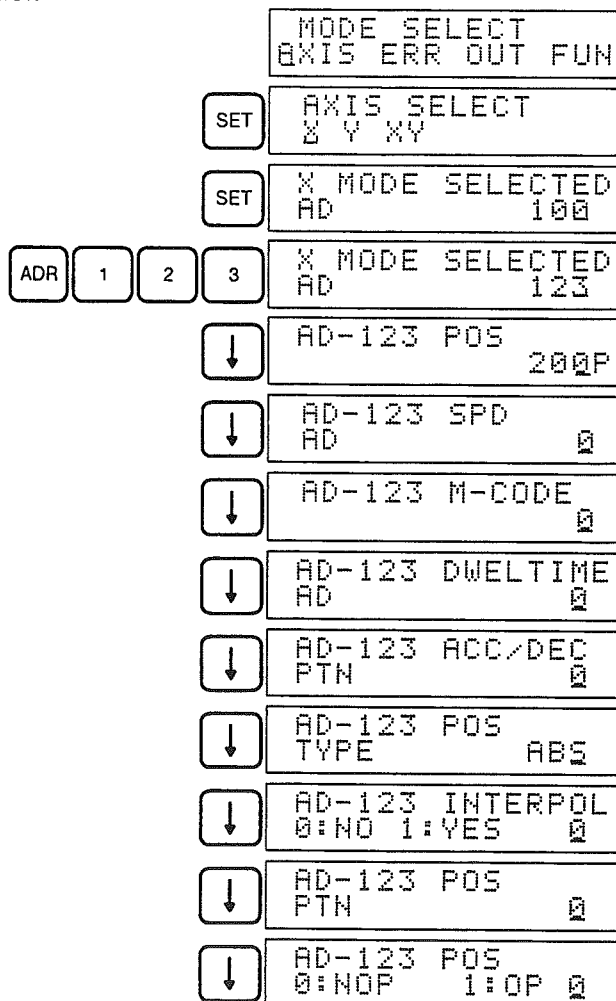 MODE SELECT
AXIS ERR OUT FUN
SET
AXIS SELECT
X Y XY
SET
X MODE SELECTED
AD 100
ADR 1 2 3
X MODE SELECTED
AD 123
↓
AD-123 POS
200P
↓
AD-123 SPD
AD 0
↓
AD-123 M-CODE
0
↓
AD-123 DWELTIME
AD 0
↓
AD-123 ACC/DEC
PTN 0
↓
AD-123 POS
TYPE ABS
↓
AD-123 INTERPOL
0:NO 1:YES 0
↓
AD-123 POS
PTN 0
↓
AD-123 POS
0:NOP 1:OP 0